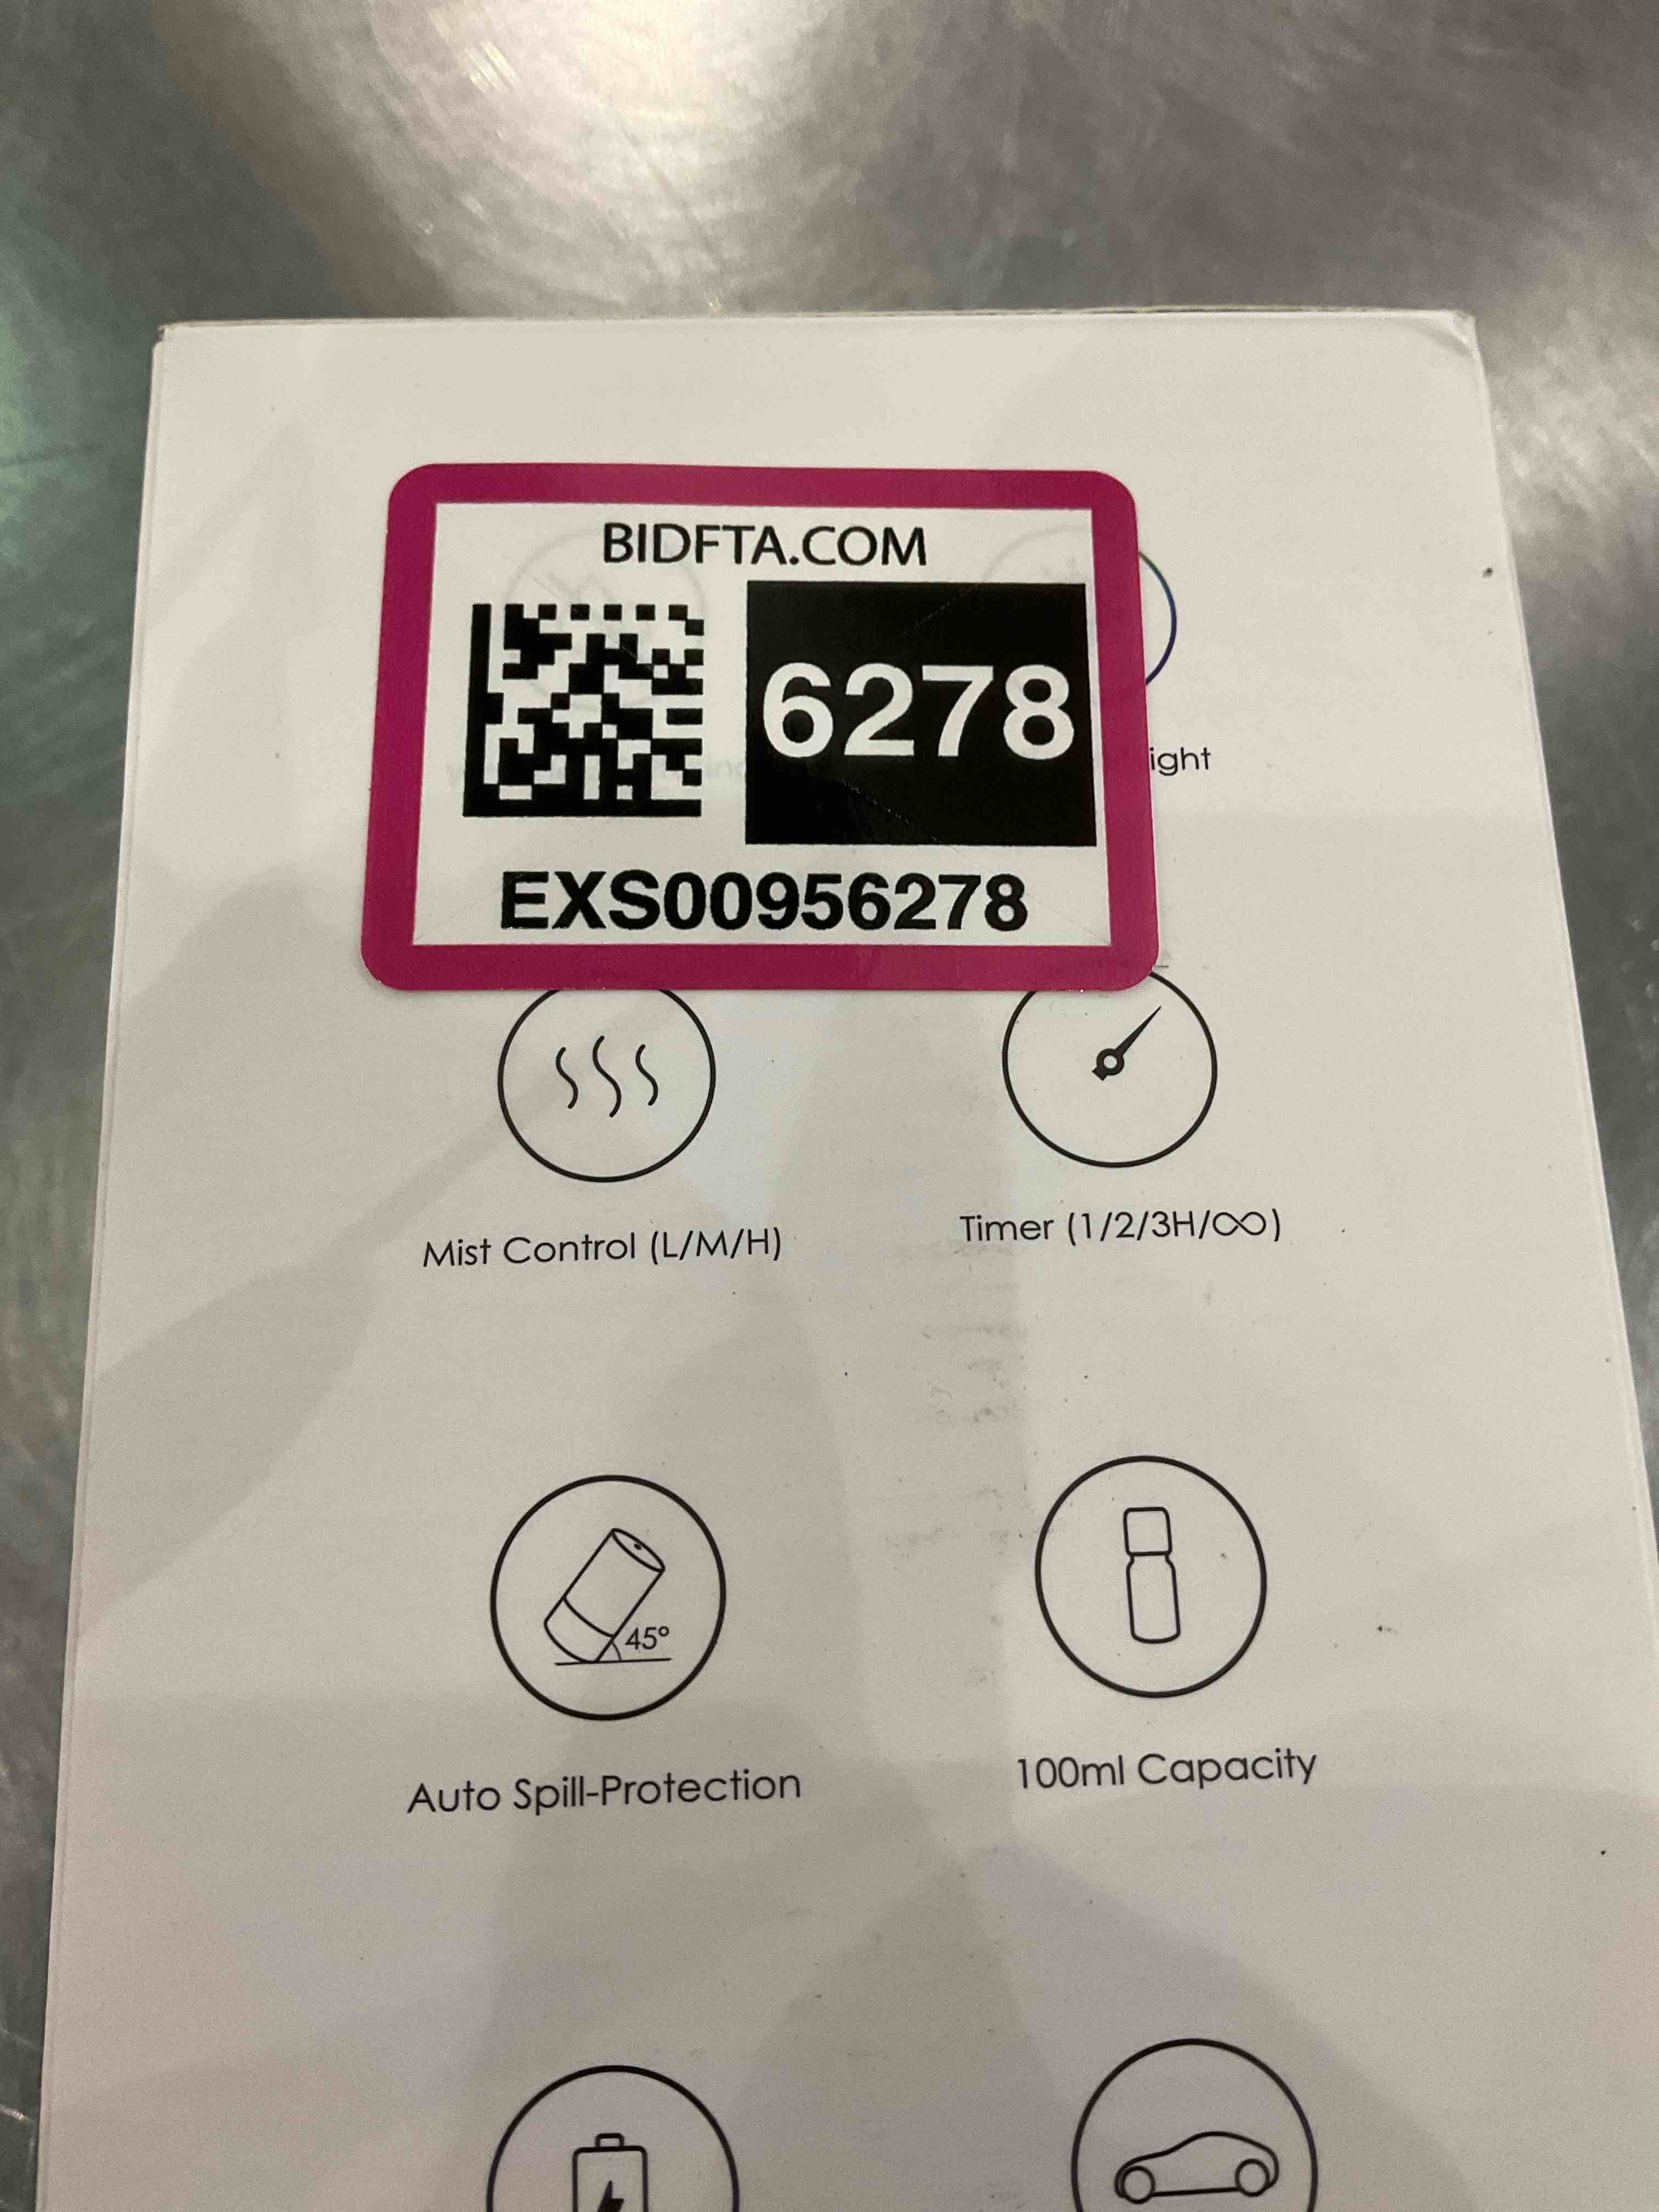 BIDFTA.COM
6278
ight
EXS00956278
Mist Control (L/M/H)
Timer (1/2/3H/∞)
45°
Auto Spill-Protection
100ml Capacity